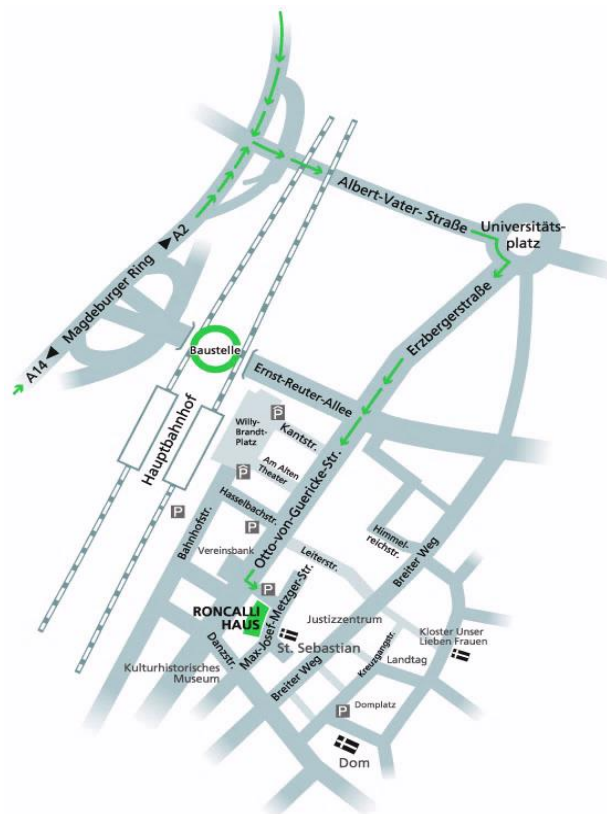 Albert-Vater- Straße
Universitäts-
platz
A2
Magdeburger Ring
A14
Erzbergerstraße
Baustelle
Ernst-Reuter-Allee
Hauptbahnhof
P
Willy-
Brandt-
Platz
Kantstr.
Am Alten
Theater
P
Otto-von-Guericke-Str.
Hasselbachstr.
P
P
Bahnhofstr.
Vereinsbank
Himmel-
reichstr.
Leiterstr.
Breiter Weg
P
RONCALLI
HAUS
Max-Josef-Metzger-Str.
Justizzentrum
St. Sebastian
Danzstr.
Kulturhistorisches
Museum
Breiter Weg
Kreuzgangstr.
Kloster Unser
Lieben Frauen
Landtag
P
Domplatz
Dom